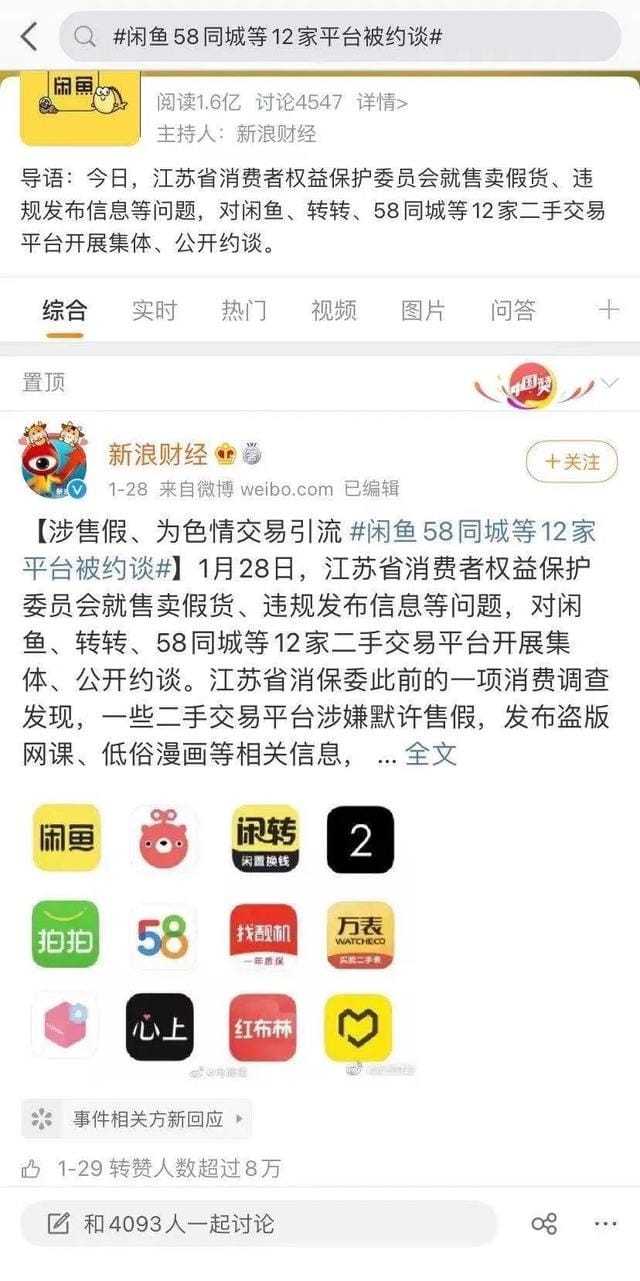 #闲鱼58同城等12家平台被约谈#
闲鱼
阅读1.6亿 讨论4547 详情>
主持人：新浪财经
导语：今日，江苏省消费者权益保护委员会就售卖假货、违
规发布信息等问题，对闲鱼、转转、58同城等12家二手交易
平台开展集体、公开约谈。
综合 实时 热门 视频 图片 问答
置顶
新浪财经
+关注
1-28 来自微博 weibo.com 已编辑
【涉售假、为色情交易引流 #闲鱼58同城等12家
平台被约谈#】1月28日，江苏省消费者权益保护
委员会就售卖假货、违规发布信息等问题，对闲
鱼、转转、58同城等12家二手交易平台开展集
体、公开约谈。江苏省消保委此前的一项消费调查
发现，一些二手交易平台涉嫌默许售假，发布盗版
网课、低俗漫画等相关信息， ... 全文
闲鱼
闲转
闲置换钱
2
拍拍
58
找靓机
一年质保
万表
WATCHECO
买卖二手表
心上
红布林
事件相关方新回应
1-29 转赞人数超过8万
和4093人一起讨论